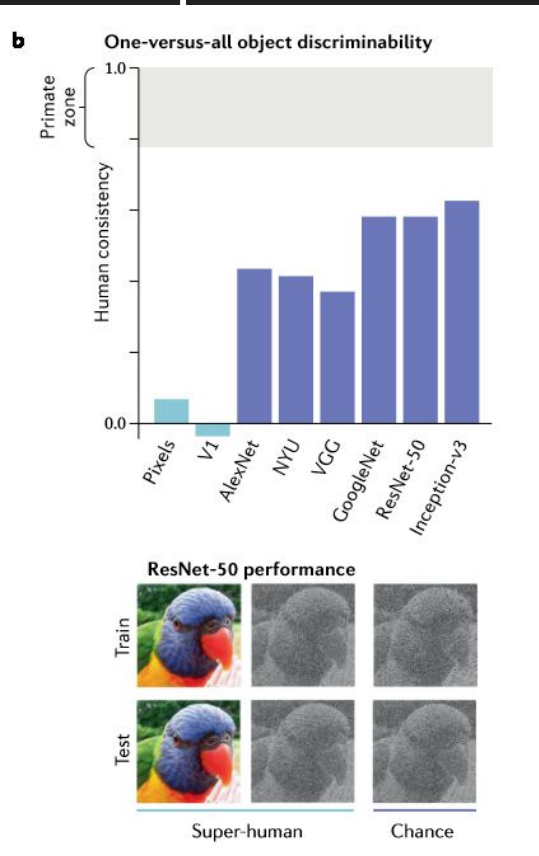 b
One-versus-all object discriminability
1.0
Primate
zone
Human consistency
0.0
Pixels
V1
AlexNet
NYU
VGG
GoogleNet
ResNet-50
Inception-v3
ResNet-50 performance
Train
Test
Super-human
Chance